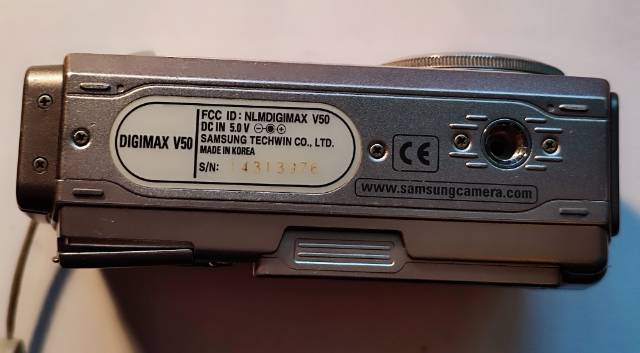 DIGIMAX V50
FCC ID: NLMDIGIMAX V50
DC IN 5.0 V
SAMSUNG TECHWIN CO., LTD.
MADE IN KOREA
S/N: 14313976
CE
www.samsungcamera.com